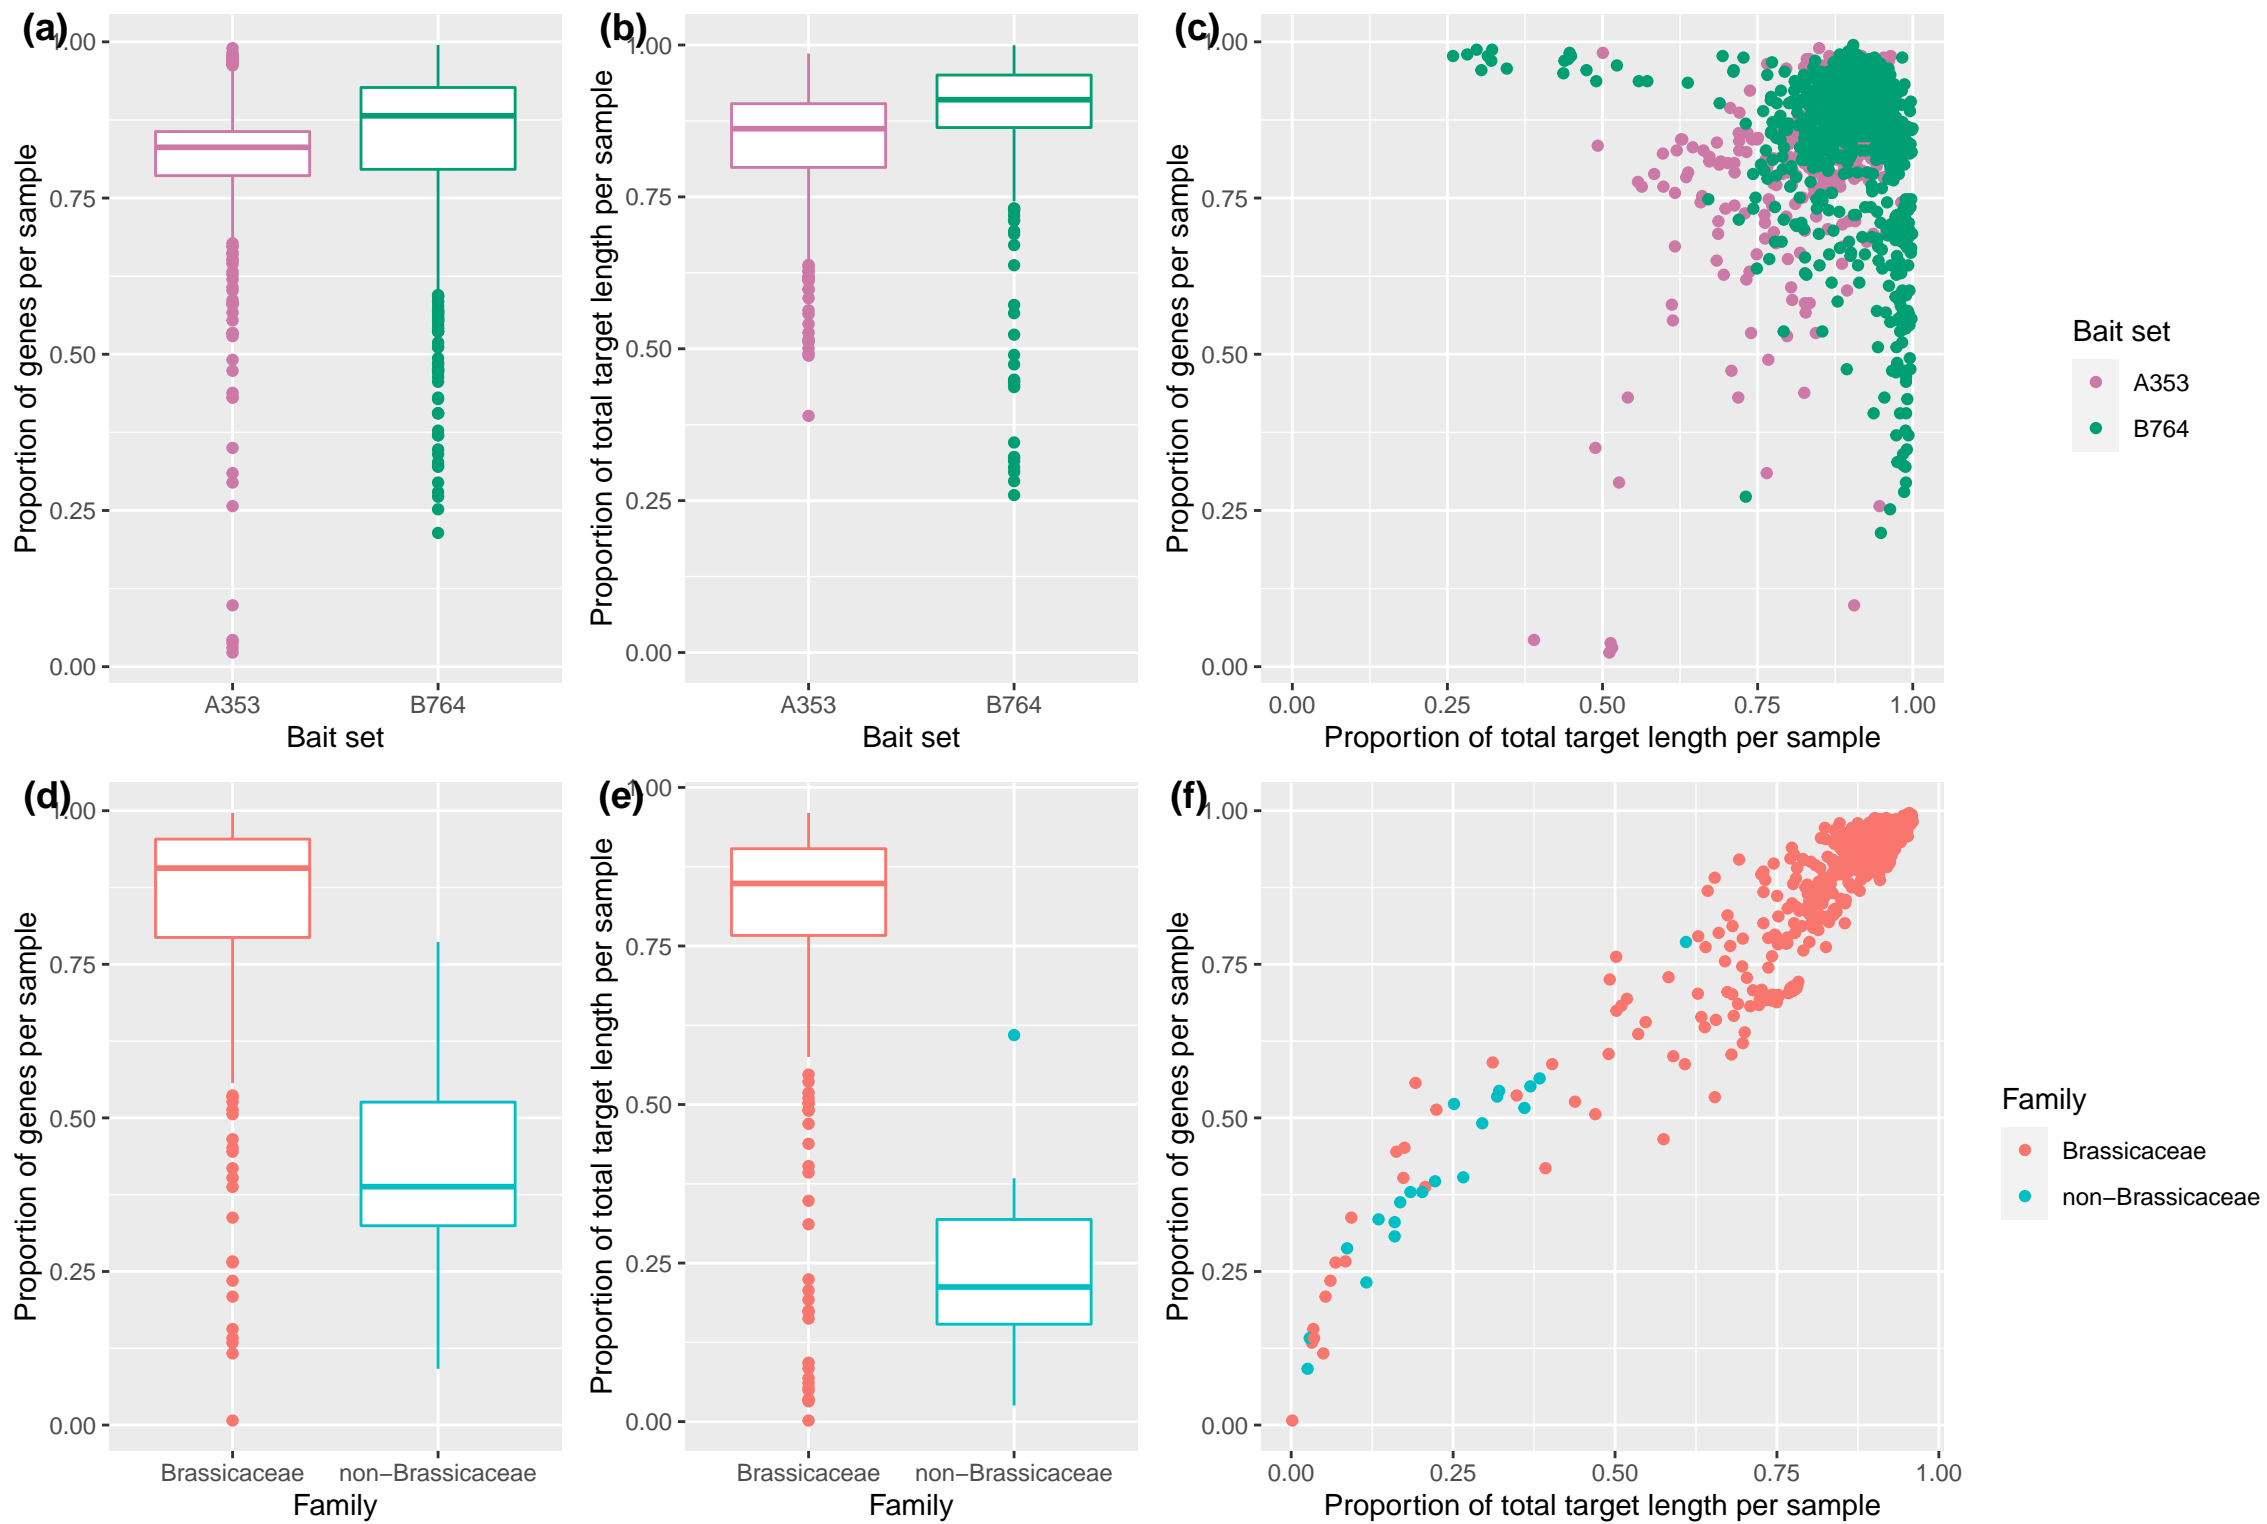 (a)
1.00
0.75
0.50
0.25
0.00
Proportion of genes per sample
A353
B764
Bait set
(b)
1.00
0.75
0.50
0.25
0.00
Proportion of total target length per sample
A353
B764
Bait set
(c)
1.00
0.75
0.50
0.25
0.00
Proportion of genes per sample
0.00
0.25
0.50
0.75
1.00
Proportion of total target length per sample
Bait set
A353
B764
(d)
1.00
0.75
0.50
0.25
0.00
Proportion of genes per sample
Brassicaceae
non−Brassicaceae
Family
(e)
1.00
0.75
0.50
0.25
0.00
Proportion of total target length per sample
Brassicaceae
non−Brassicaceae
Family
(f)
1.00
0.75
0.50
0.25
0.00
Proportion of genes per sample
0.00
0.25
0.50
0.75
1.00
Proportion of total target length per sample
Family
Brassicaceae
non−Brassicaceae